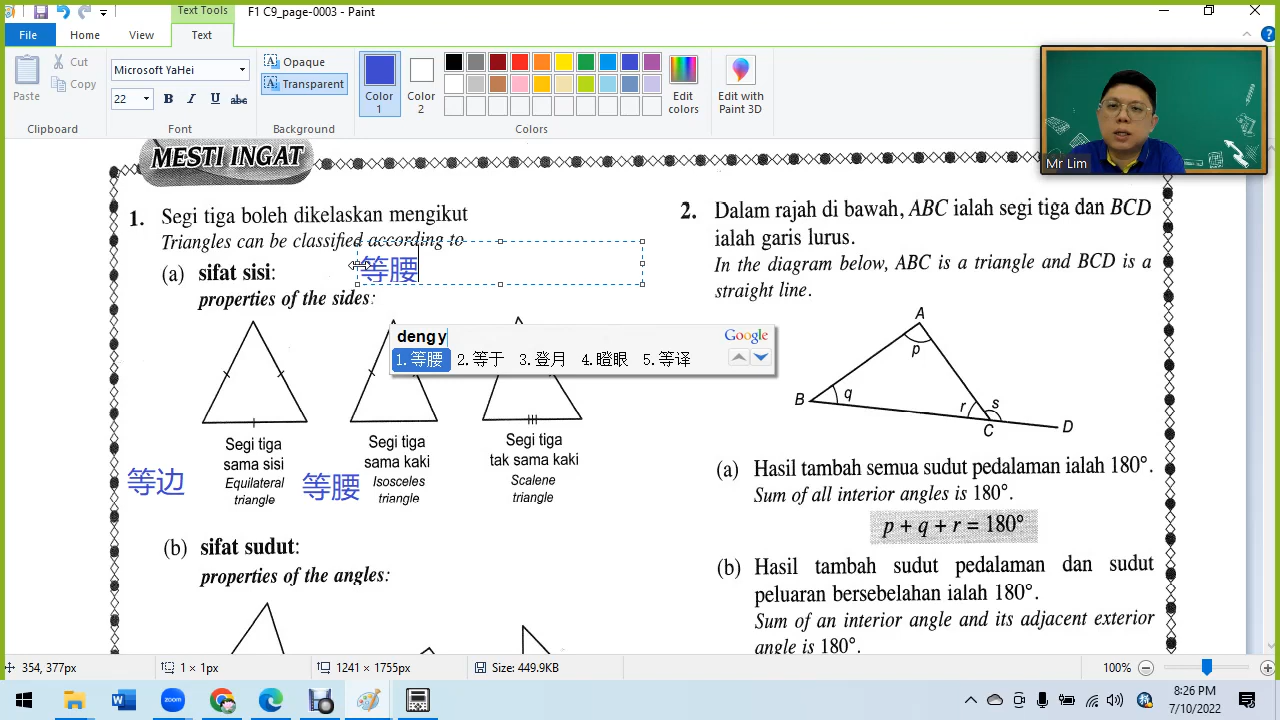 Text Tools
F1 C9_page-0003 - Paint
File
Home
View
Text
Paste
Cut
Copy
Clipboard
Microsoft YaHei
22
B
I
U
abc
Font
Opaque
Transparent
Background
Color 1
Color 2
Edit colors
Colors
Edit with Paint 3D
Mr Lim
MESTI INGAT
1. Segi tiga boleh dikelaskan mengikut
Triangles can be classified according to
(a) sifat sisi:
properties of the sides:
等腰
dengy
Google
1.等腰 2.等于 3.登月 4.瞪眼 5.等译
Segi tiga
sama sisi
Equilateral
triangle
等边
Segi tiga
sama kaki
Isosceles
triangle
等腰
Segi tiga
tak sama kaki
Scalene
triangle
(b) sifat sudut:
properties of the angles:
2. Dalam rajah di bawah, ABC ialah segi tiga dan BCD
ialah garis lurus.
In the diagram below, ABC is a triangle and BCD is a
straight line.
A
p
B
q
r
s
C
D
(a) Hasil tambah semua sudut pedalaman ialah 180°.
Sum of all interior angles is 180°.
p + q + r = 180°
(b) Hasil tambah sudut pedalaman dan sudut
peluaran bersebelahan ialah 180°.
Sum of an interior angle and its adjacent exterior
angle is 180°.
354, 377px
1 × 1px
1241 × 1755px
Size: 449.9KB
100%
zoom
8:26 PM
7/10/2022